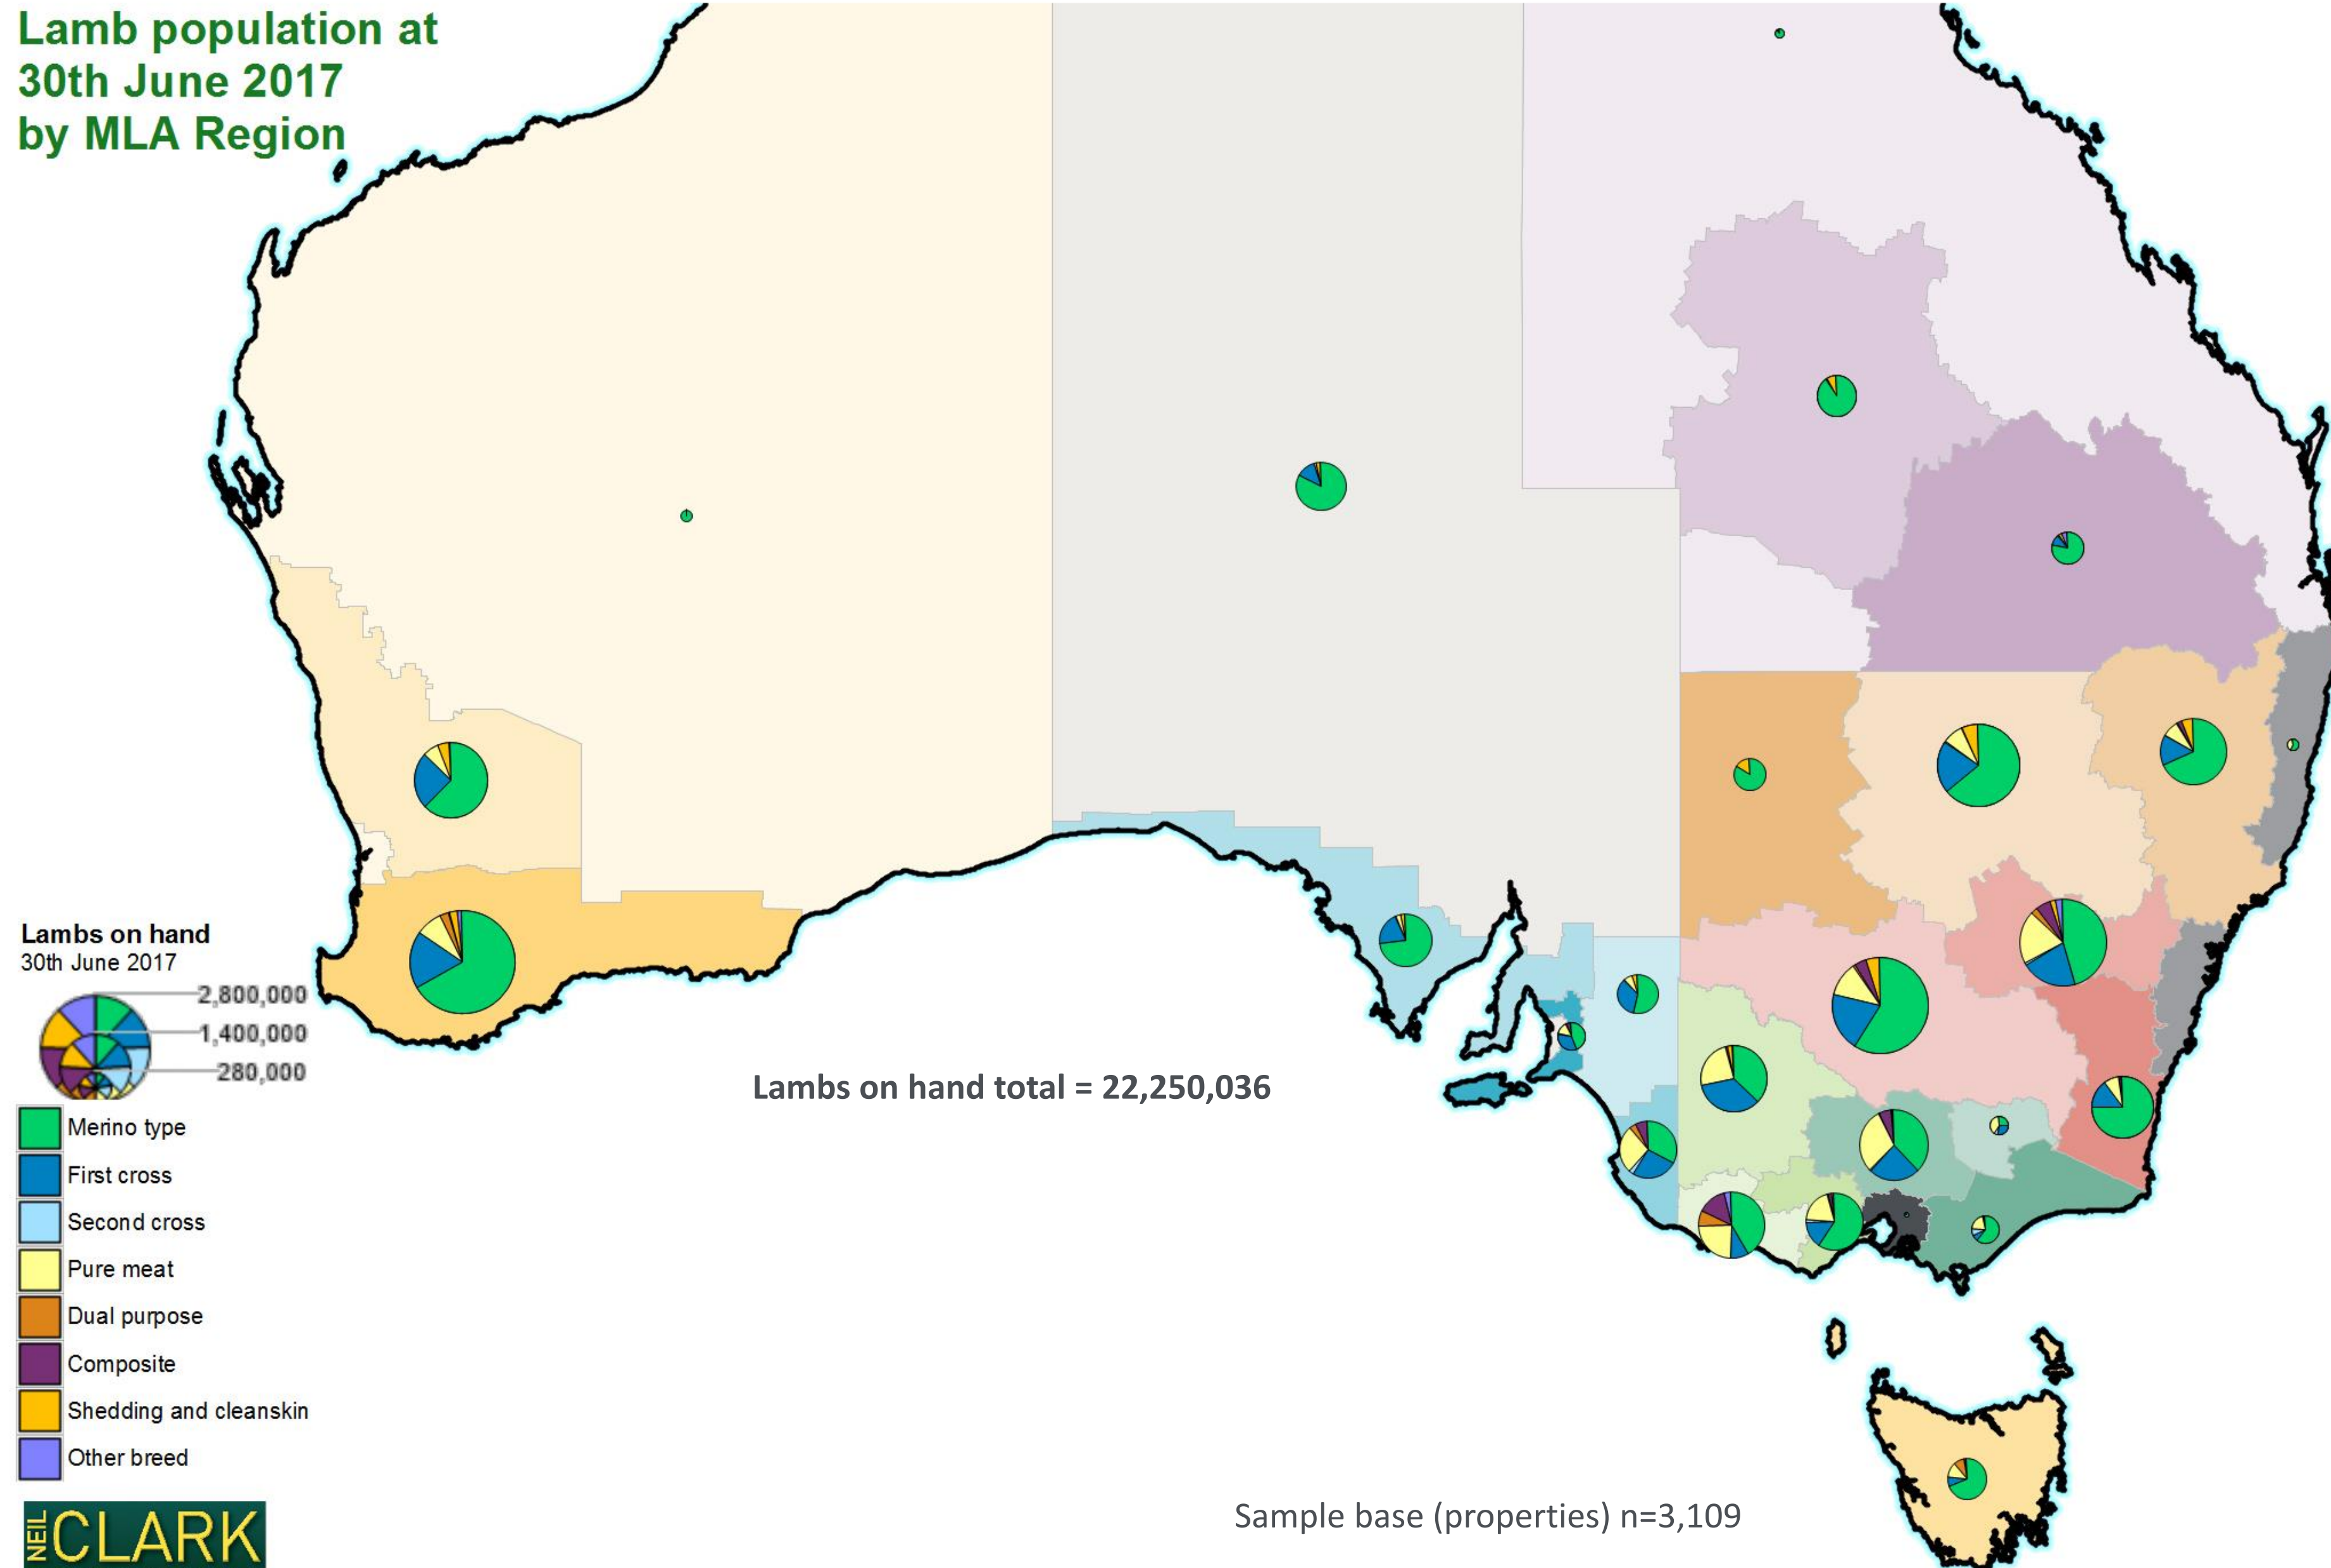 Lamb population at
30th June 2017
by MLA Region
Lambs on hand
30th June 2017
2,800,000
1,400,000
280,000
Merino type
First cross
Second cross
Pure meat
Dual purpose
Composite
Shedding and cleanskin
Other breed
NEIL CLARK
Lambs on hand total = 22,250,036
Sample base (properties) n=3,109